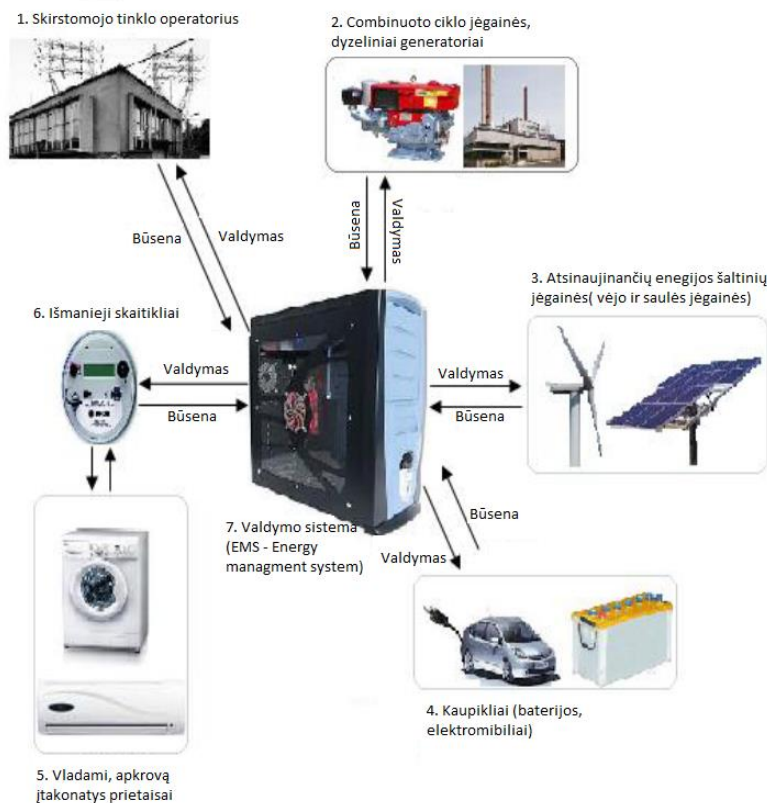 1. Skirstomojo tinklo operatorius
2. Combinuoto ciklo jėgainės,
dyzeliniai generatoriai
Būsena
Valdymas
Būsena
Valdymas
3. Atsinaujinančių enegijos šaltinių
jėgainės( vėjo ir saulės jėgainės)
6. Išmanieji skaitikliai
Valdymas
Būsena
Valdymas
Būsena
7. Valdymo sistema
(EMS - Energy
managment system)
Būsena
Valdymas
4. Kaupikliai (baterijos,
elektromibiliai)
5. Vladami, apkrovą
įtakonatys prietaisai